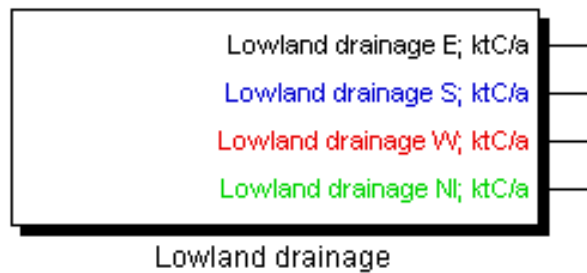 Lowland drainage E; ktC/a
Lowland drainage S; ktC/a
Lowland drainage W; ktC/a
Lowland drainage NI; ktC/a
Lowland drainage